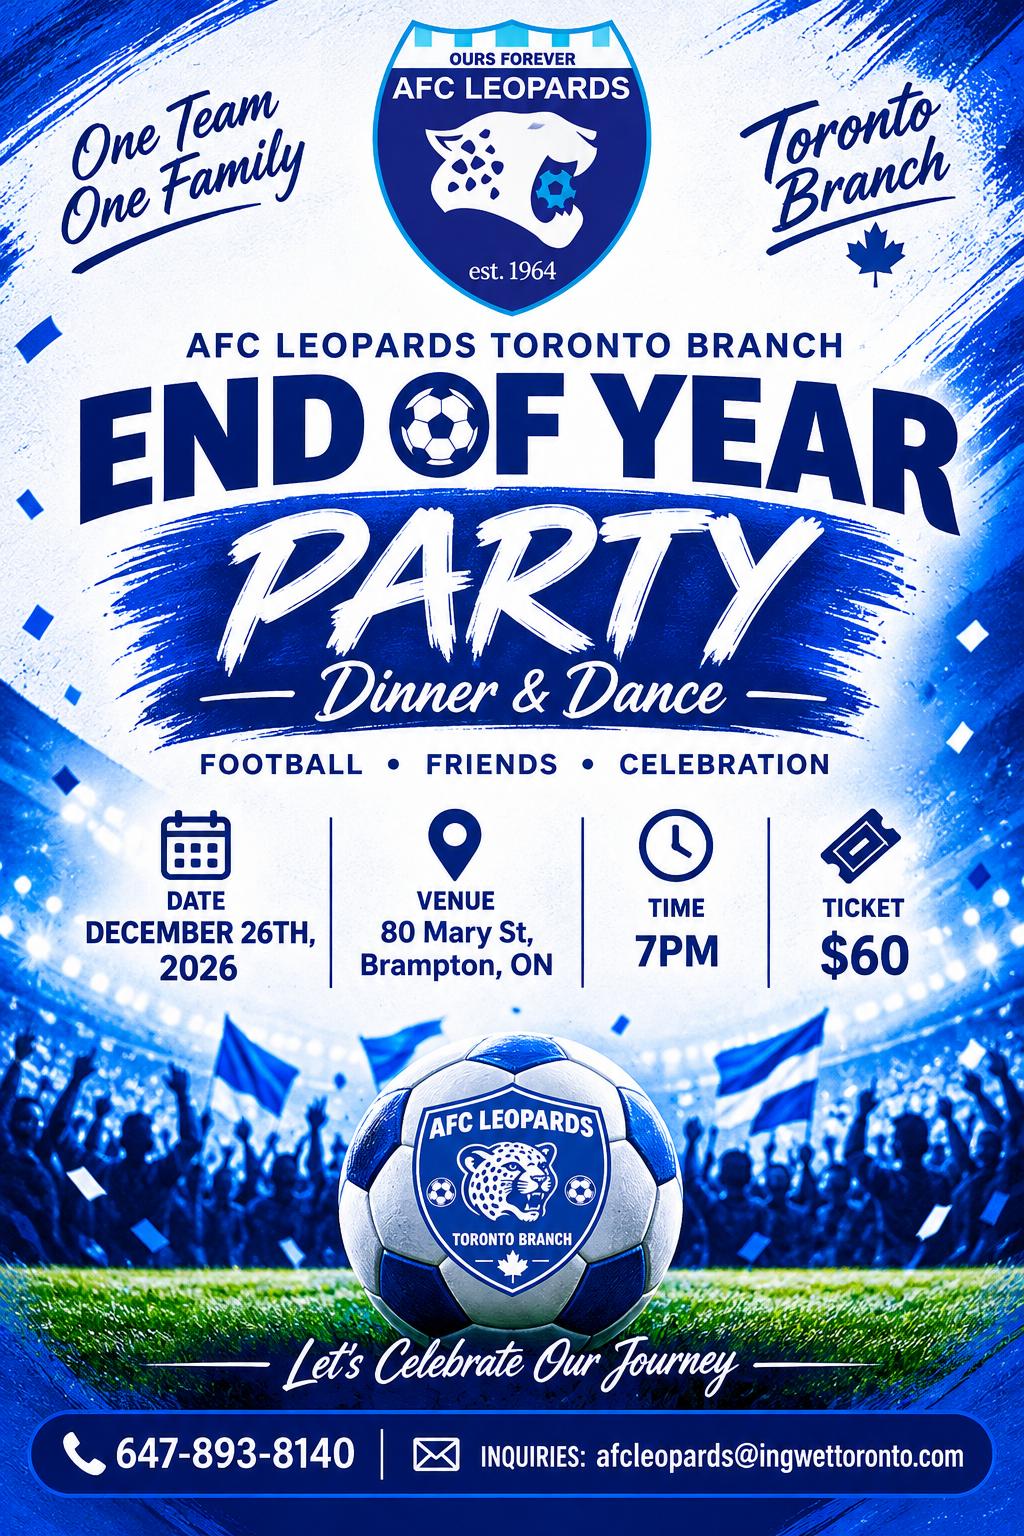 OURS FOREVER
AFC LEOPARDS
est. 1964
One Team
One Family
Toronto
Branch
AFC LEOPARDS TORONTO BRANCH
END OF YEAR
PARTY
Dinner & Dance
FOOTBALL • FRIENDS • CELEBRATION
DATE
DECEMBER 26TH,
2026
VENUE
80 Mary St,
Brampton, ON
TIME
7PM
TICKET
$60
AFC LEOPARDS
TORONTO BRANCH
Let's Celebrate Our Journey
647-893-8140
INQUIRIES: afcleopards@ingwettoronto.com